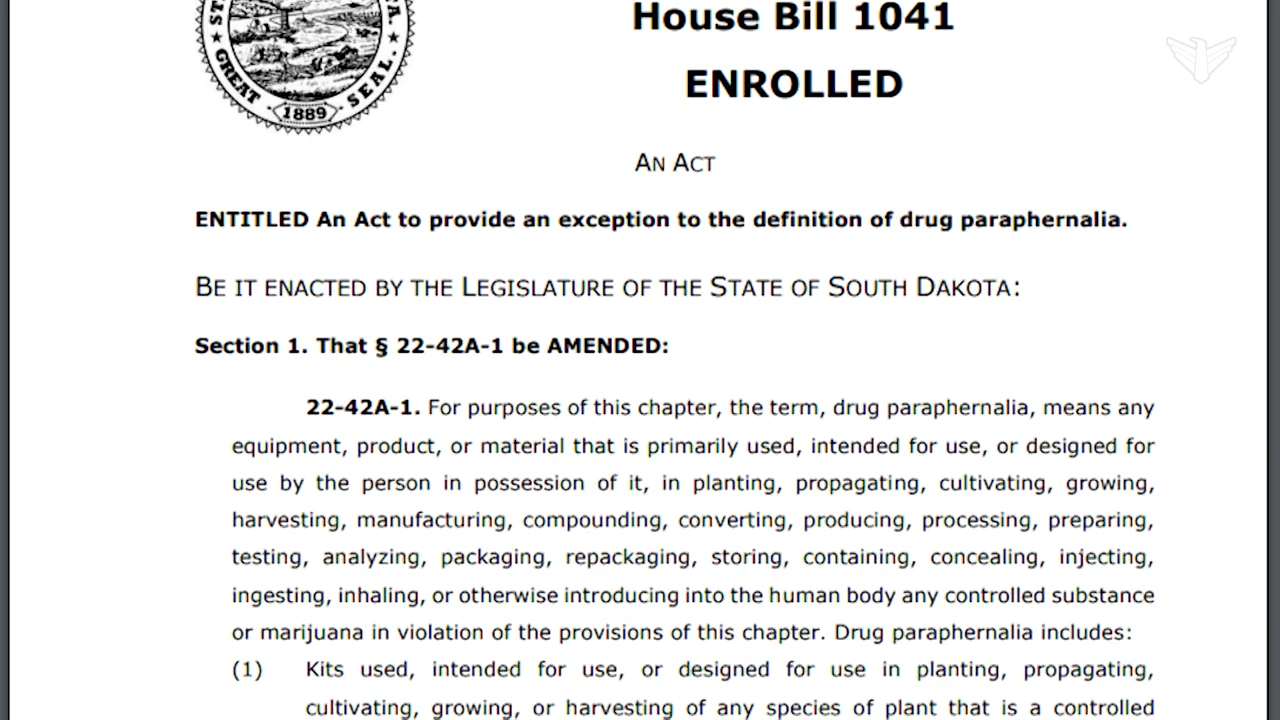 House Bill 1041
ENROLLED
GREAT SEAL.
1889
AN ACT
ENTITLED An Act to provide an exception to the definition of drug paraphernalia.
BE IT ENACTED BY THE LEGISLATURE OF THE STATE OF SOUTH DAKOTA:
Section 1. That § 22-42A-1 be AMENDED:
22-42A-1. For purposes of this chapter, the term, drug paraphernalia, means any
equipment, product, or material that is primarily used, intended for use, or designed for
use by the person in possession of it, in planting, propagating, cultivating, growing,
harvesting, manufacturing, compounding, converting, producing, processing, preparing,
testing, analyzing, packaging, repackaging, storing, containing, concealing, injecting,
ingesting, inhaling, or otherwise introducing into the human body any controlled substance
or marijuana in violation of the provisions of this chapter. Drug paraphernalia includes:
(1) Kits used, intended for use, or designed for use in planting, propagating,
cultivating, growing, or harvesting of any species of plant that is a controlled